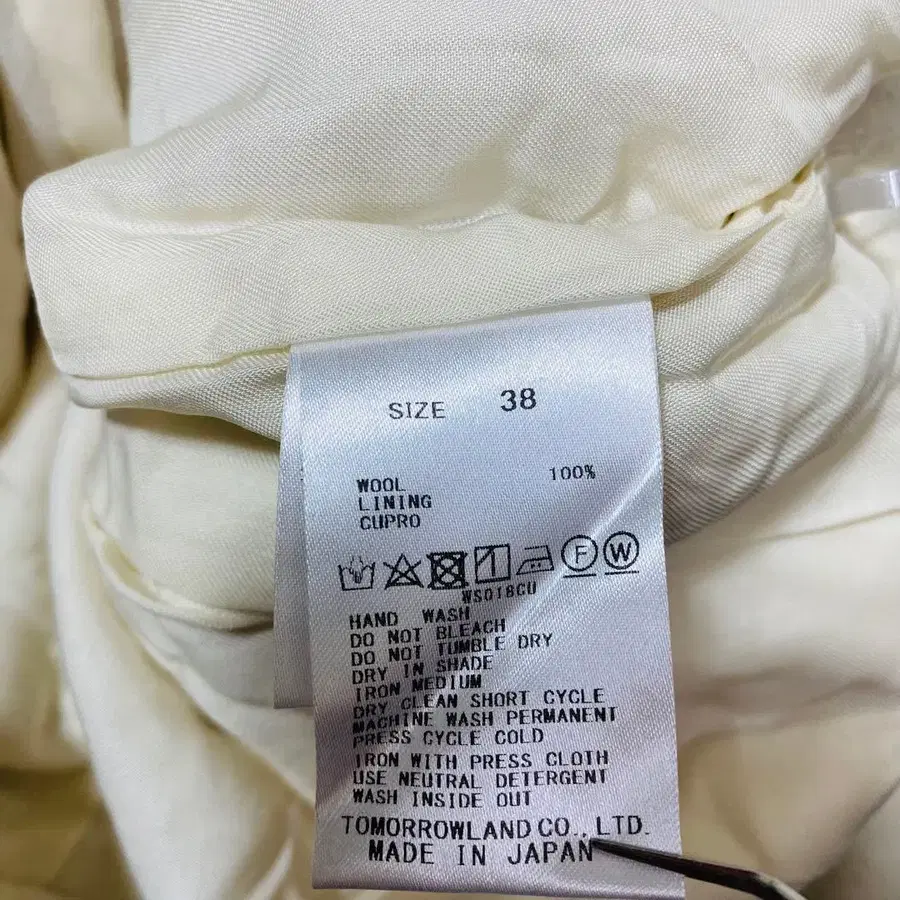 SIZE 38
WOOL 100%
LINING
CUPRO
F W
WS018CU
HAND WASH
DO NOT BLEACH
DO NOT TUMBLE DRY
DRY IN SHADE
IRON MEDIUM
DRY CLEAN SHORT CYCLE
MACHINE WASH PERMANENT
PRESS CYCLE COLD
IRON WITH PRESS CLOTH
USE NEUTRAL DETERGENT
WASH INSIDE OUT
TOMORROWLAND CO., LTD.
MADE IN JAPAN